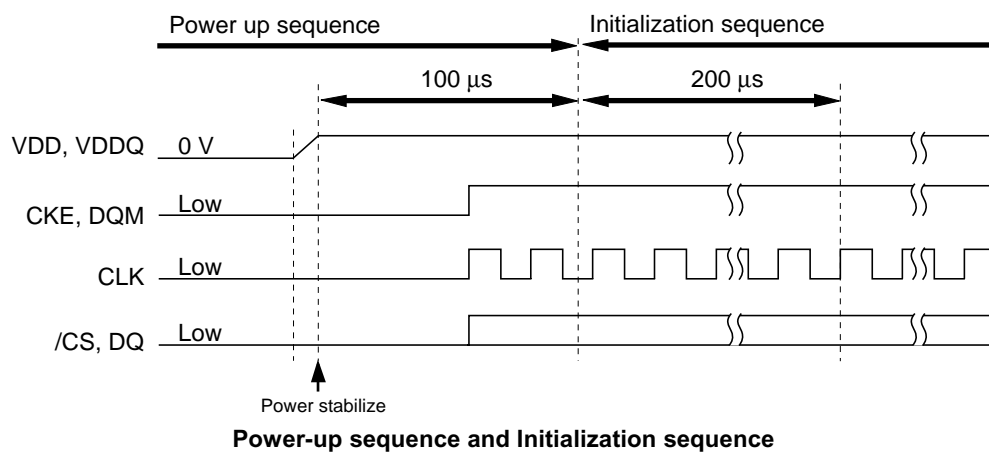 Power up sequence Initialization sequence
100 µs 200 µs
VDD, VDDQ 0 V
CKE, DQM Low
CLK Low
/CS, DQ Low
Power stabilize
Power-up sequence and Initialization sequence